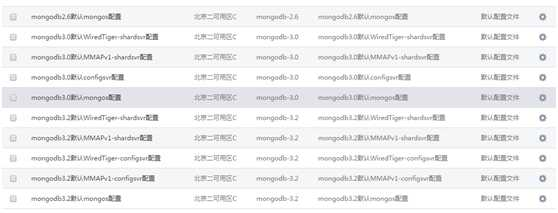 mongodb2.6默认mongos配置 北京二可用区C mongodb-2.6 mongodb2.6默认mongos配置 默认配置文件
mongodb3.0默认WiredTiger-shardsvr配置 北京二可用区C mongodb-3.0 mongodb3.0默认WiredTiger-shardsvr配置 默认配置文件
mongodb3.0默认MMAPv1-shardsvr配置 北京二可用区C mongodb-3.0 mongodb3.0默认MMAPv1-shardsvr配置 默认配置文件
mongodb3.0默认configsvr配置 北京二可用区C mongodb-3.0 mongodb3.0默认configsvr配置 默认配置文件
mongodb3.0默认mongos配置 北京二可用区C mongodb-3.0 mongodb3.0默认mongos配置 默认配置文件
mongodb3.2默认WiredTiger-shardsvr配置 北京二可用区C mongodb-3.2 mongodb3.2默认WiredTiger-shardsvr配置 默认配置文件
mongodb3.2默认MMAPv1-shardsvr配置 北京二可用区C mongodb-3.2 mongodb3.2默认MMAPv1-shardsvr配置 默认配置文件
mongodb3.2默认WiredTiger-configsvr配置 北京二可用区C mongodb-3.2 mongodb3.2默认WiredTiger-configsvr配置 默认配置文件
mongodb3.2默认MMAPv1-configsvr配置 北京二可用区C mongodb-3.2 mongodb3.2默认MMAPv1-configsvr配置 默认配置文件
mongodb3.2默认mongos配置 北京二可用区C mongodb-3.2 mongodb3.2默认mongos配置 默认配置文件